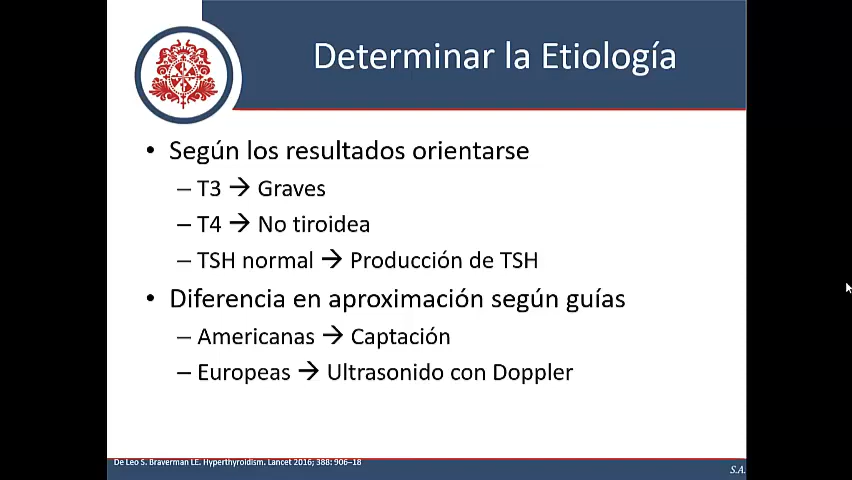 Determinar la Etiología
• Según los resultados orientarse
– T3 → Graves
– T4 → No tiroidea
– TSH normal → Producción de TSH
• Diferencia en aproximación según guías
– Americanas → Captación
– Europeas → Ultrasonido con Doppler
De Leo S. Braverman LE. Hyperthyroidism. Lancet 2016; 388: 906–18
S.A.